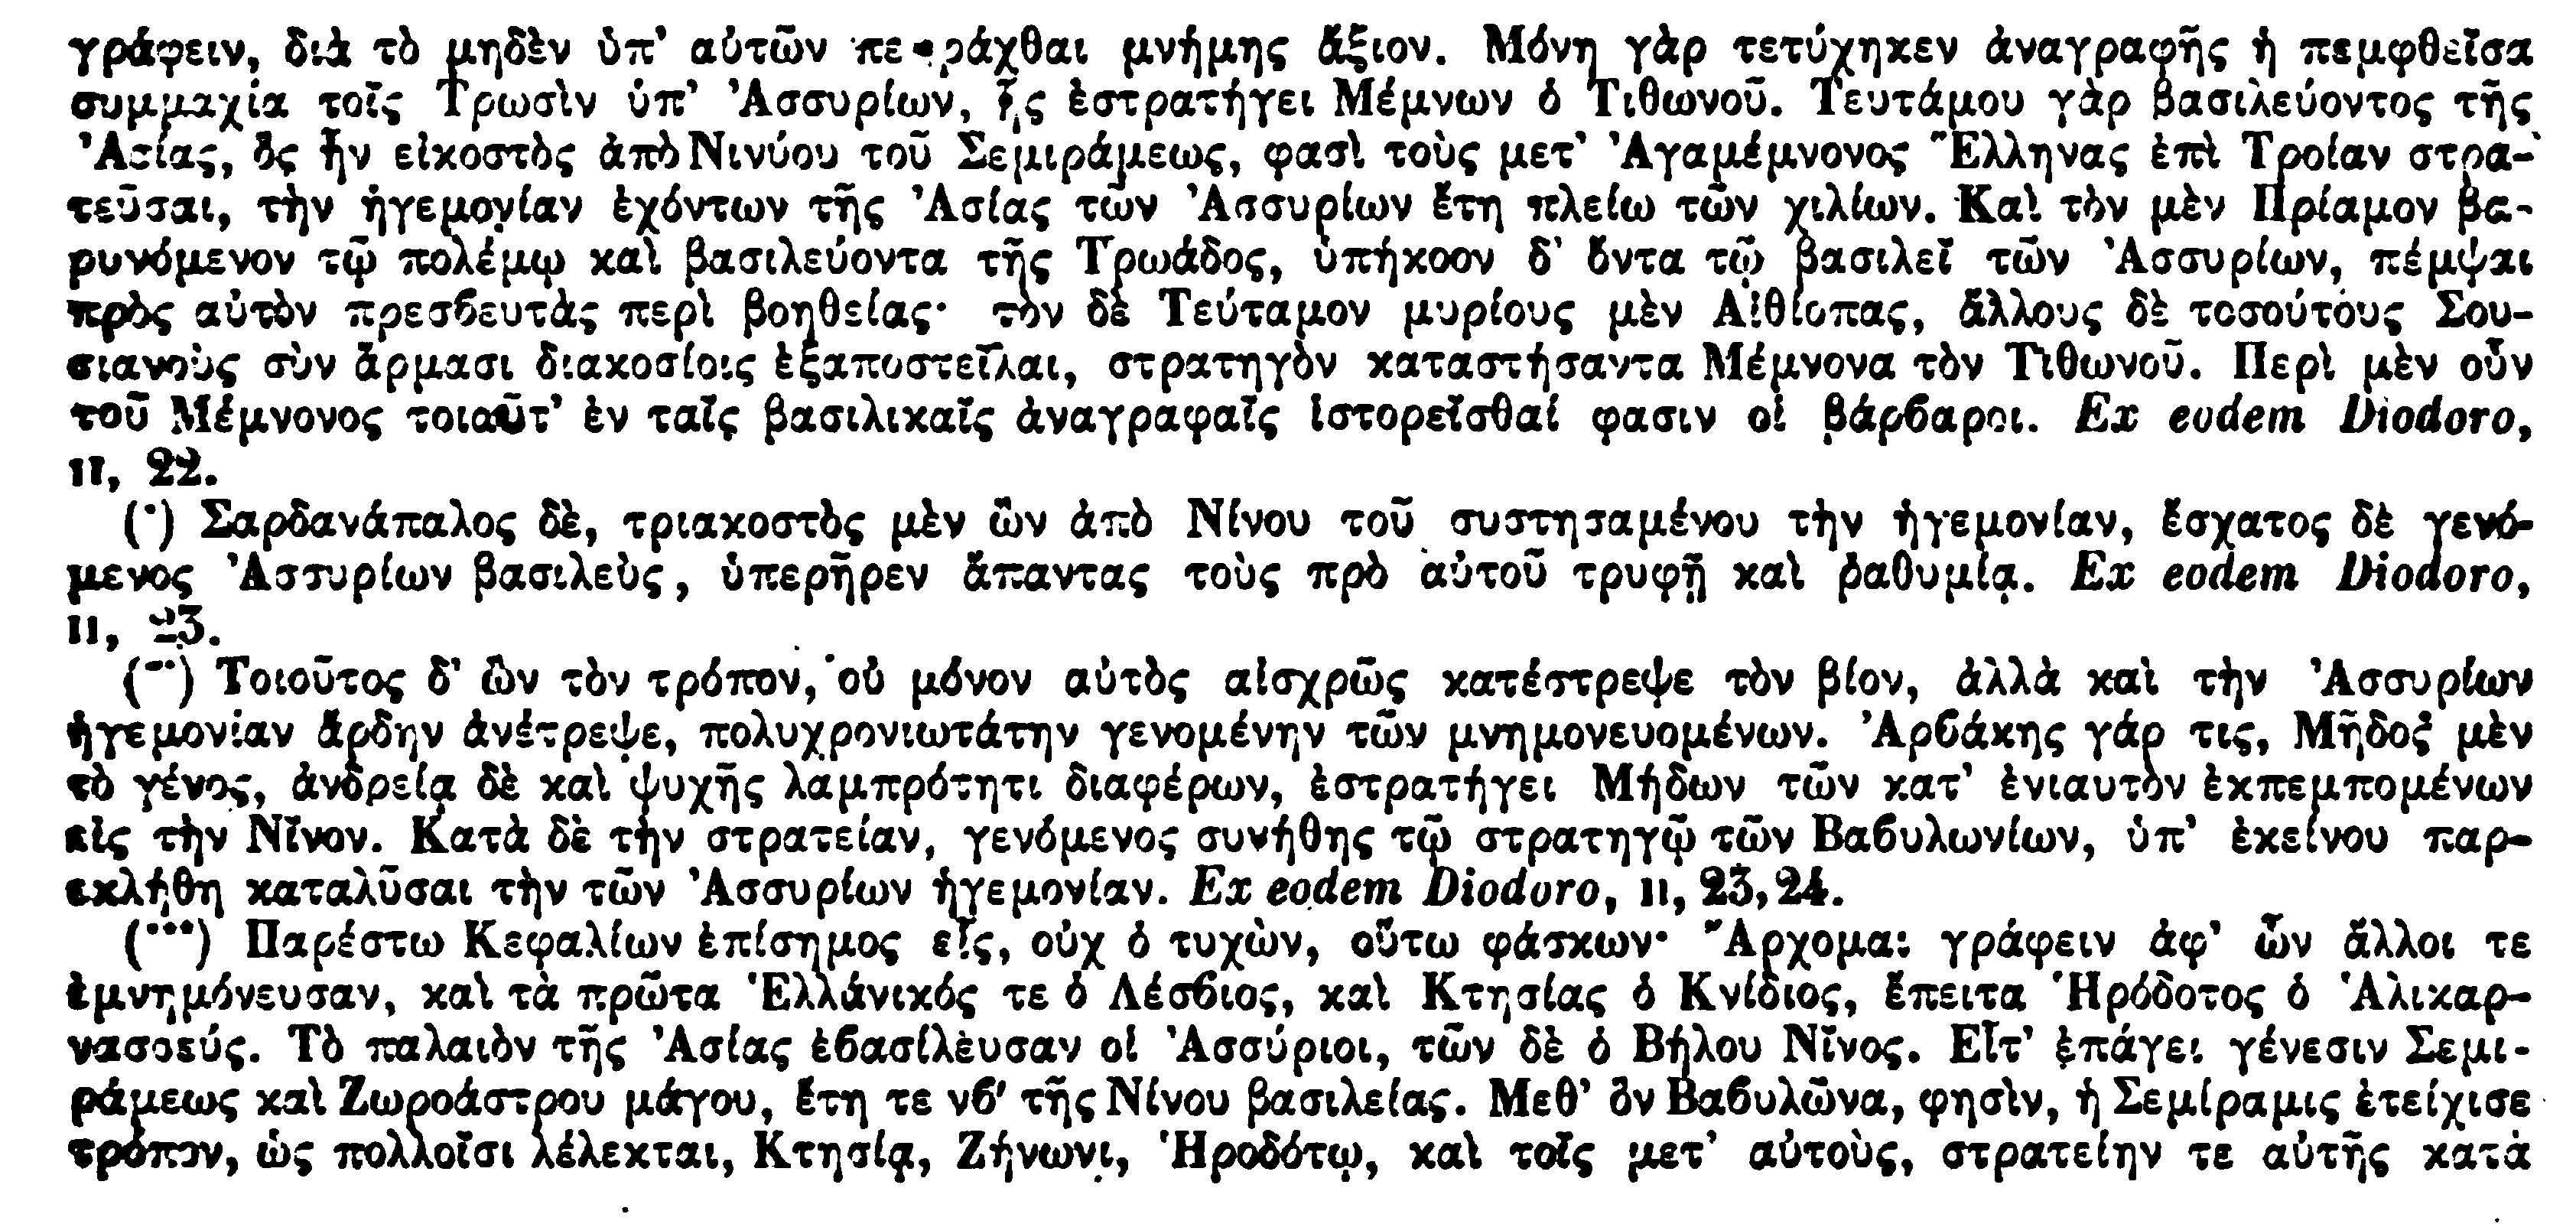 γράφειν, διὰ τὸ μηδὲν ὑπ' αὐτῶν πεπράχθαι μνήμης ἄξιον. Μόνη γὰρ τετύχηκεν ἀναγραφῆς ἡ πεμφθεῖσα
συμμαχία τοῖς Τρωσὶν ὑπ' Ἀσσυρίων, ἧς ἐστρατήγει Μέμνων ὁ Τιθωνοῦ. Τευτάμου γὰρ βασιλεύοντος τῆς
Ἀσίας, ὃς ἦν εἰκοστὸς ἀπὸ Νινύου τοῦ Σεμιράμεως, φασὶ τοὺς μετ' Ἀγαμέμνονος Ἕλληνας ἐπὶ Τροίαν στρα-
τεῦσαι, τὴν ἡγεμονίαν ἐχόντων τῆς Ἀσίας τῶν Ἀσσυρίων ἔτη πλείω τῶν χιλίων. Καὶ τὸν μὲν Πρίαμον βα-
ρυνόμενον τῷ πολέμῳ καὶ βασιλεύοντα τῆς Τρωάδος, ὑπήκοον δ' ὄντα τῷ βασιλεῖ τῶν Ἀσσυρίων, πέμψαι
πρὸς αὐτὸν πρεσϐευτὰς περὶ βοηθείας· τὸν δὲ Τεύταμον μυρίους μὲν Αἰθίοπας, ἄλλους δὲ τοσούτους Σου-
σιανοὺς σὺν ἅρμασι διακοσίοις ἐξαποστεῖλαι, στρατηγὸν καταστήσαντα Μέμνονα τὸν Τιθωνοῦ. Περὶ μὲν οὖν
τοῦ Μέμνονος τοιαῦτ' ἐν ταῖς βασιλικαῖς ἀναγραφαῖς ἱστορεῖσθαί φασιν οἱ βάρϐαροι. Ex eodem Diodoro,
II, 22.
(*) Σαρδανάπαλος δὲ, τριακοστὸς μὲν ὢν ἀπὸ Νίνου τοῦ συστησαμένου τὴν ἡγεμονίαν, ἔσχατος δὲ γενό-
μενος Ἀσσυρίων βασιλεὺς, ὑπερῆρεν ἅπαντας τοὺς πρὸ αὐτοῦ τρυφῇ καὶ ῥαθυμίᾳ. Ex eodem Diodoro,
II, 23.
(**) Τοιοῦτος δ' ὢν τὸν τρόπον, οὐ μόνον αὐτὸς αἰσχρῶς κατέστρεψε τὸν βίον, ἀλλὰ καὶ τὴν Ἀσσυρίων
ἡγεμονίαν ἄρδην ἀνέτρεψε, πολυχρονιωτάτην γενομένην τῶν μνημονευομένων. Ἀρϐάκης γάρ τις, Μῆδος μὲν
τὸ γένος, ἀνδρείᾳ δὲ καὶ ψυχῆς λαμπρότητι διαφέρων, ἐστρατήγει Μήδων τῶν κατ' ἐνιαυτὸν ἐκπεμπομένων
εἰς τὴν Νῖνον. Κατὰ δὲ τὴν στρατείαν, γενόμενος συνήθης τῷ στρατηγῷ τῶν Βαϐυλωνίων, ὑπ' ἐκείνου παρ-
εκλήθη καταλῦσαι τὴν τῶν Ἀσσυρίων ἡγεμονίαν. Ex eodem Diodoro, II, 23, 24.
(***) Παρέστω Κεφαλίων ἐπίσημος εἷς, οὐχ ὁ τυχὼν, οὕτω φάσκων· Ἄρχομαι γράφειν ἀφ' ὧν ἄλλοι τε
ἐμνημόνευσαν, καὶ τὰ πρῶτα Ἑλλάνικός τε ὁ Λέσϐιος, καὶ Κτησίας ὁ Κνίδιος, ἔπειτα Ἡρόδοτος ὁ Ἁλικαρ-
νασσεύς. Τὸ παλαιὸν τῆς Ἀσίας ἐϐασίλευσαν οἱ Ἀσσύριοι, τῶν δὲ ὁ Βήλου Νῖνος. Εἶτ' ἐπάγει γένεσιν Σεμι-
ράμεως καὶ Ζωροάστρου μάγου, ἔτη τε νϐ' τῆς Νίνου βασιλείας. Μεθ' ὃν Βαϐυλῶνα, φησὶν, ἡ Σεμίραμις ἐτείχισε
τρόπον, ὡς πολλοῖσι λέλεκται, Κτησίᾳ, Ζήνωνι, Ἡροδότῳ, καὶ τοῖς μετ' αὐτοὺς, στρατείην τε αὐτῆς κατὰ